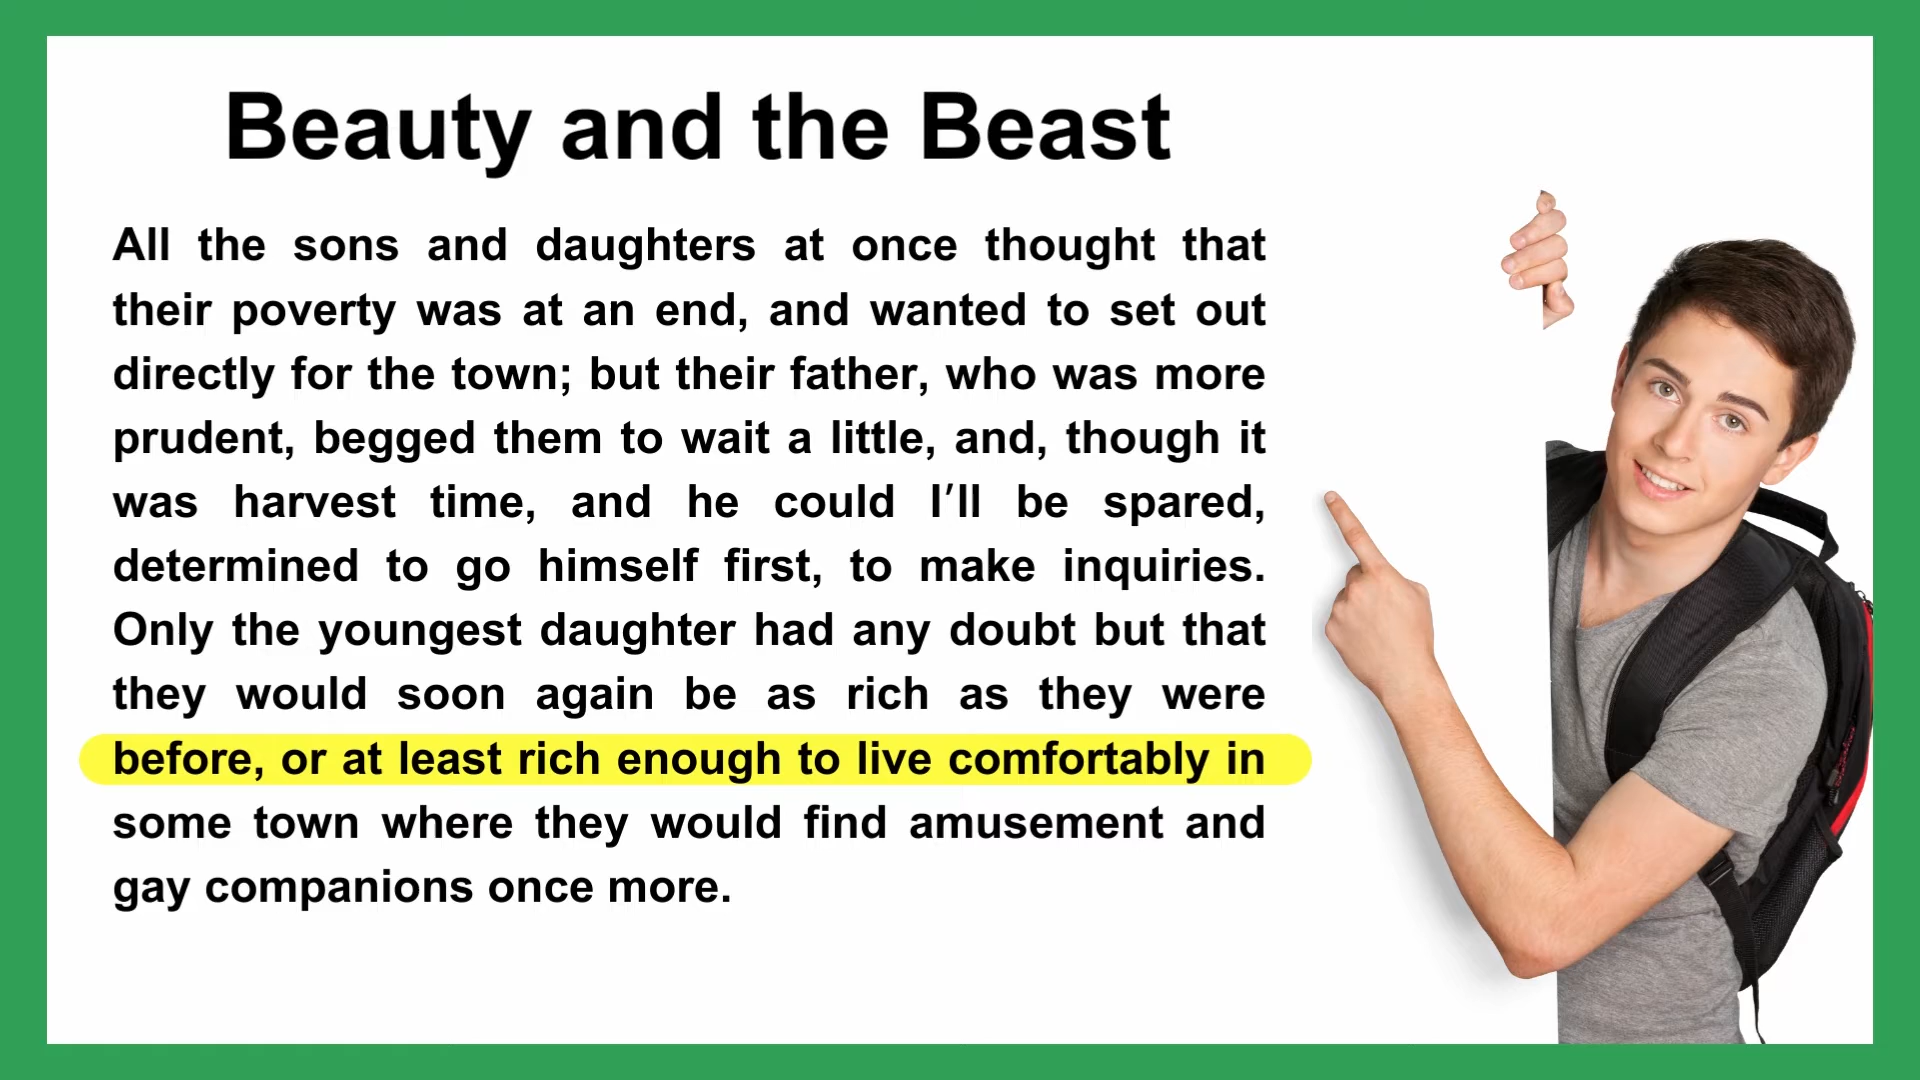 Beauty and the Beast
All the sons and daughters at once thought that
their poverty was at an end, and wanted to set out
directly for the town; but their father, who was more
prudent, begged them to wait a little, and, though it
was harvest time, and he could I′ll be spared,
determined to go himself first, to make inquiries.
Only the youngest daughter had any doubt but that
they would soon again be as rich as they were
before, or at least rich enough to live comfortably in
some town where they would find amusement and
gay companions once more.